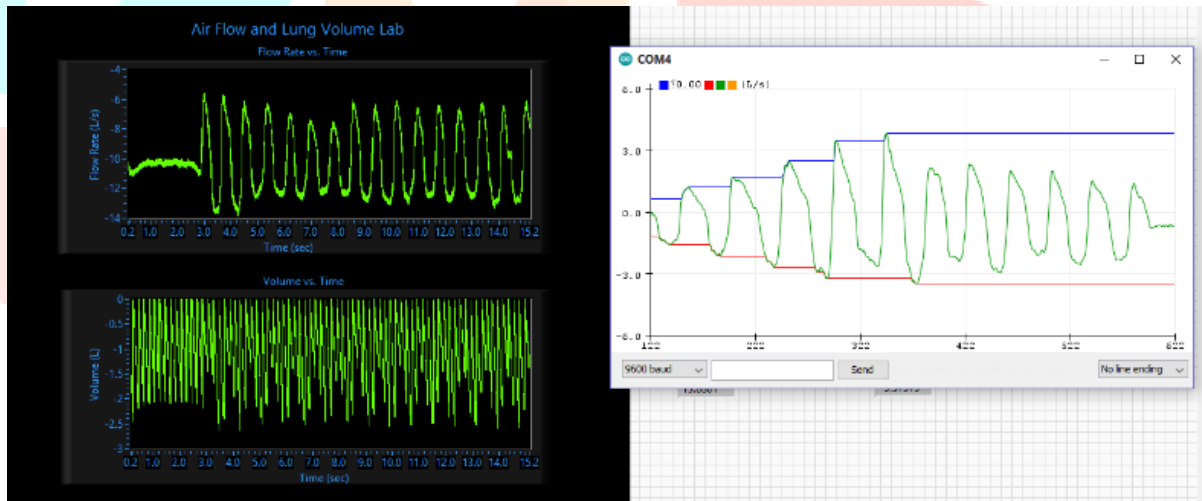 Air Flow and Lung Volume Lab
Flow Rate vs. Time
-4
-6
-8
-10
-12
-14
Flow Rate (L/s)
0.2 1.0 2.0 3.0 4.0 5.0 6.0 7.0 8.0 9.0 10.0 11.0 12.0 13.0 14.0 15.2
Time (sec)
Volume vs. Time
0
-0.5
-1
-1.5
-2
-2.5
-3
Volume (L)
0.2 1.0 2.0 3.0 4.0 5.0 6.0 7.0 8.0 9.0 10.0 11.0 12.0 13.0 14.0 15.2
Time (sec)
COM4
(L/s)
6.0
3.0
0.0
-3.0
-6.0
9600 baud
Send
No line ending